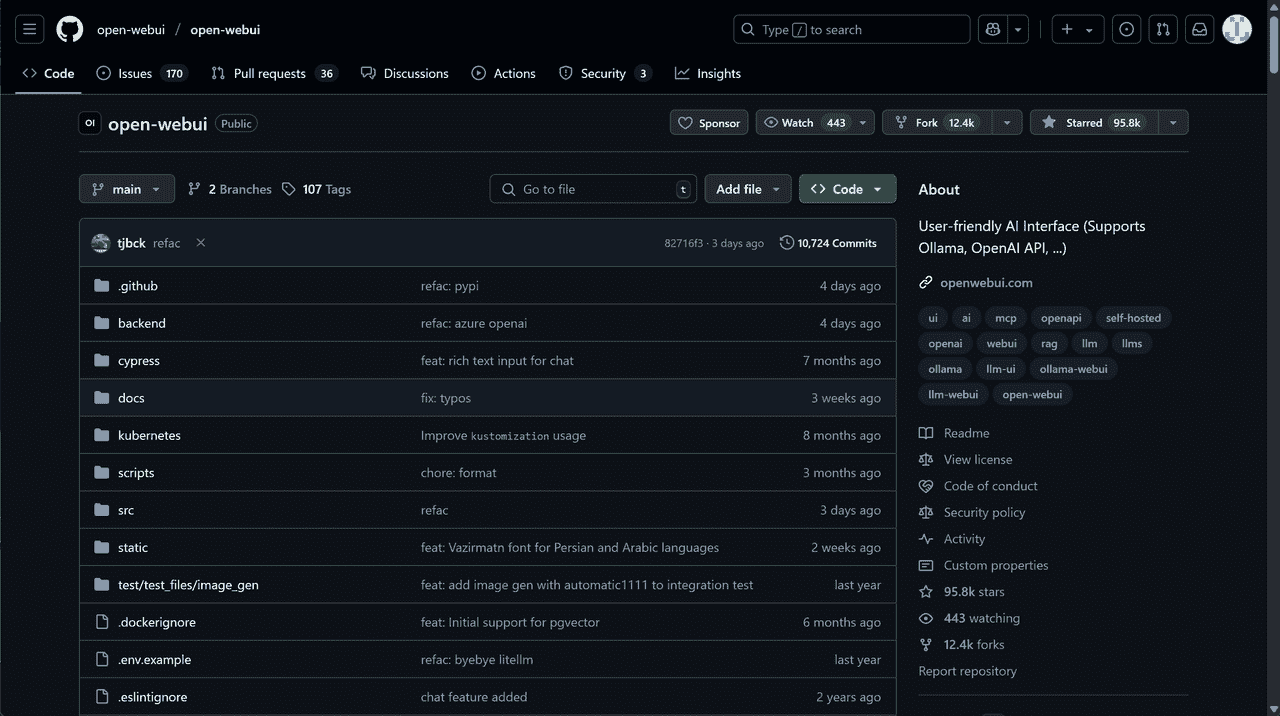 open-webui / open-webui Type / to search
Code Issues 170 Pull requests 36 Discussions Actions Security 3 Insights
OI open-webui Public Sponsor Watch 443 Fork 12.4k Starred 95.8k
main 2 Branches 107 Tags Go to file t Add file Code
tjbck refac 82716f3 · 3 days ago 10,724 Commits
.github refac: pypi 4 days ago
backend refac: azure openai 4 days ago
cypress feat: rich text input for chat 7 months ago
docs fix: typos 3 weeks ago
kubernetes Improve kustomization usage 8 months ago
scripts chore: format 3 months ago
src refac 3 days ago
static feat: Vazirmatn font for Persian and Arabic languages 2 weeks ago
test/test_files/image_gen feat: add image gen with automatic1111 to integration test last year
.dockerignore feat: Initial support for pgvector 6 months ago
.env.example refac: byebye litellm last year
.eslintignore chat feature added 2 years ago
About
User-friendly AI Interface (Supports
Ollama, OpenAI API, ...)
openwebui.com
ui ai mcp openapi self-hosted
openai webui rag llm llms
ollama llm-ui ollama-webui
llm-webui open-webui
Readme
View license
Code of conduct
Security policy
Activity
Custom properties
95.8k stars
443 watching
12.4k forks
Report repository